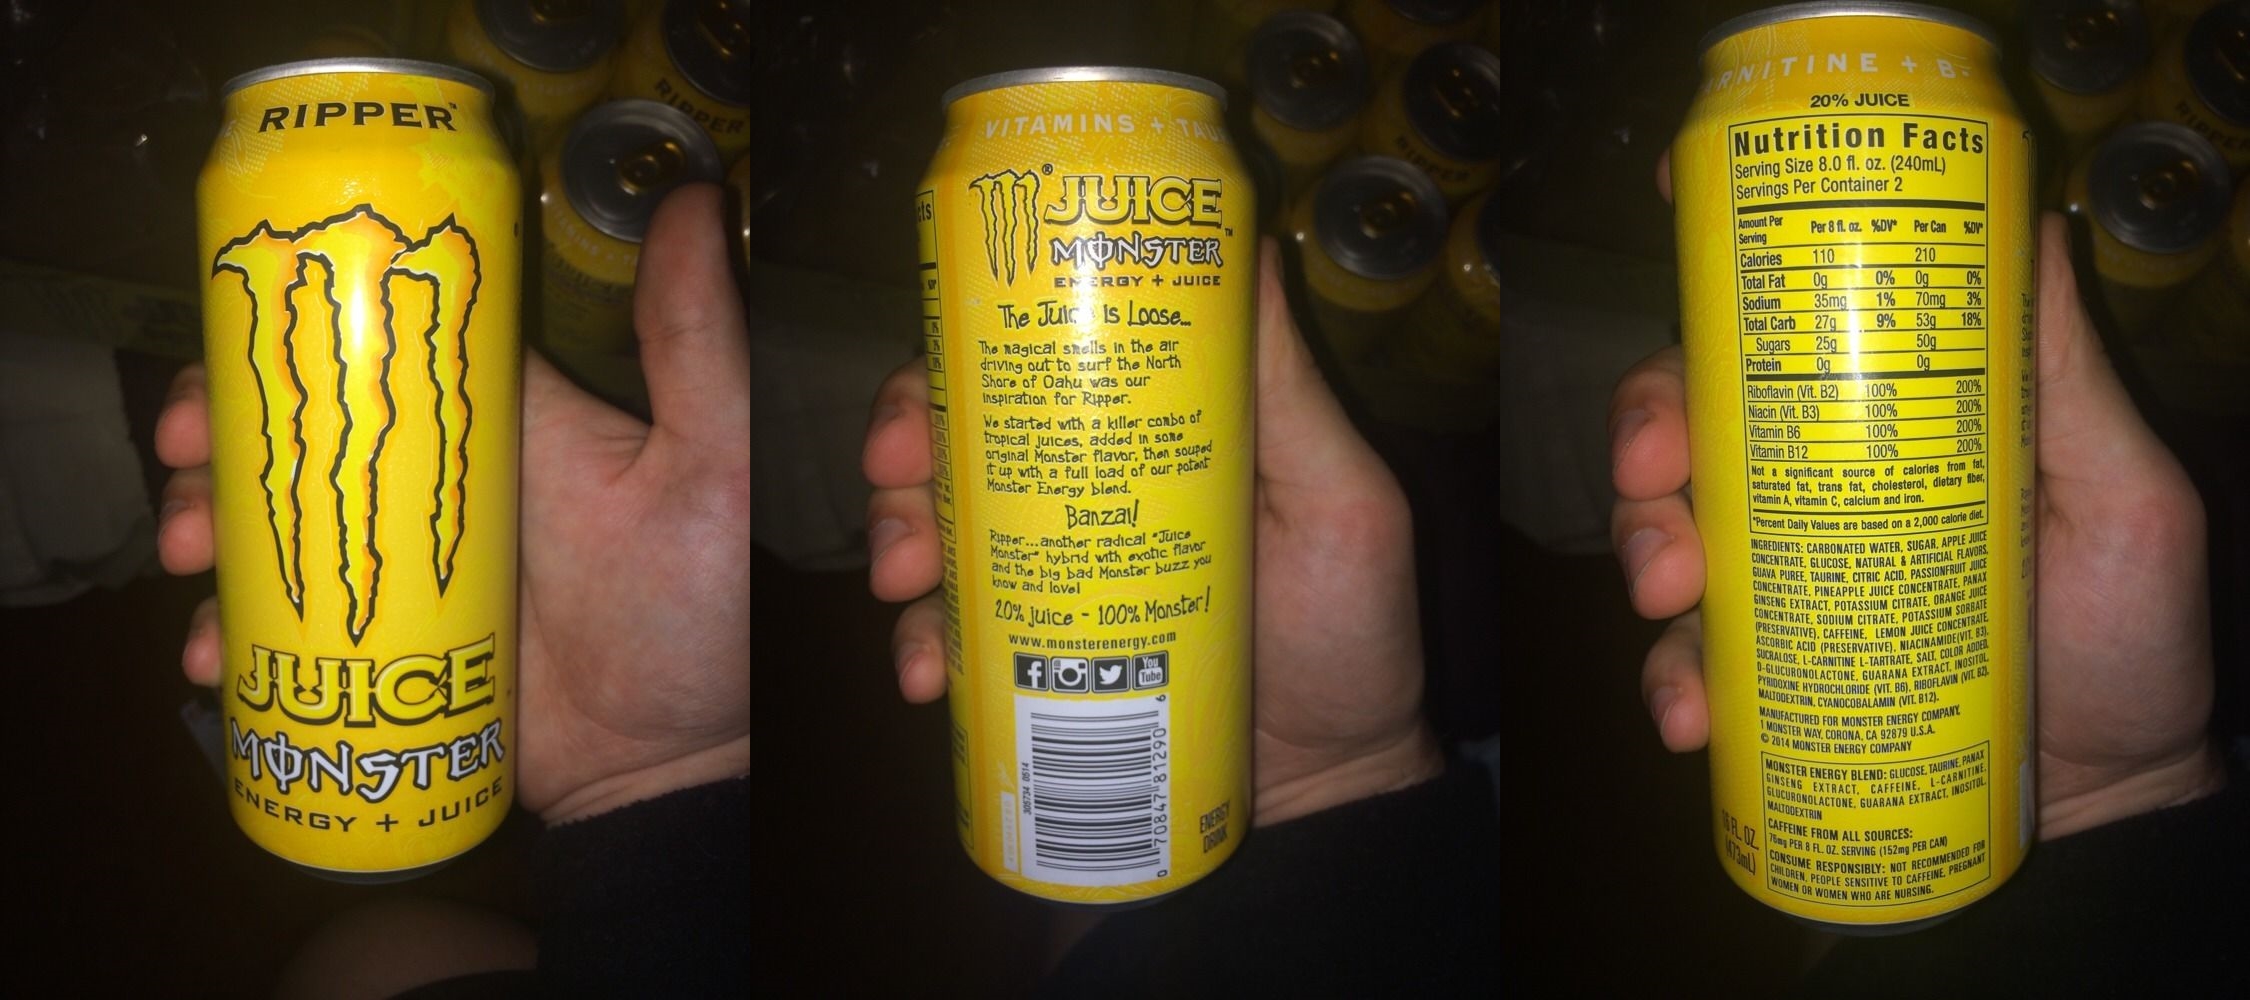 RIPPER™
JUICE
MONSTER
ENERGY + JUICE
VITAMINS + TAU
® JUICE™
MONSTER
ENERGY + JUICE
The Juice is Loose...
The magical smells in the air
driving out to surf the North
Shore of Oahu was our
inspiration for Ripper.
We started with a killer combo of
tropical juices, added in some
original Monster flavor, then souped
it up with a full load of our potent
Monster Energy blend.
Banzai!
Ripper...another radical "Juice
Monster" hybrid with exotic flavor
and the big bad Monster buzz you
know and love!
20% juice - 100% Monster!
www.monsterenergy.com
You
Tube
305734 0514
0 70847 81290 6
ENERGY
DRINK
RNITINE + B-
20% JUICE
Nutrition Facts
Serving Size 8.0 fl. oz. (240mL)
Servings Per Container 2
Amount Per Serving Per 8 fl. oz. %DV* Per Can %DV*
Calories 110 210
Total Fat 0g 0% 0g 0%
Sodium 35mg 1% 70mg 3%
Total Carb 27g 9% 53g 18%
Sugars 25g 50g
Protein 0g 0g
Riboflavin (Vit. B2) 100% 200%
Niacin (Vit. B3) 100% 200%
Vitamin B6 100% 200%
Vitamin B12 100% 200%
Not a significant source of calories from fat,
saturated fat, trans fat, cholesterol, dietary fiber,
vitamin A, vitamin C, calcium and iron.
*Percent Daily Values are based on a 2,000 calorie diet.
INGREDIENTS: CARBONATED WATER, SUGAR, APPLE JUICE
CONCENTRATE, GLUCOSE, NATURAL & ARTIFICIAL FLAVORS,
GUAVA PUREE, TAURINE, CITRIC ACID, PASSIONFRUIT JUICE
CONCENTRATE, PINEAPPLE JUICE CONCENTRATE, PANAX
GINSENG EXTRACT, POTASSIUM CITRATE, ORANGE JUICE
CONCENTRATE, SODIUM CITRATE, POTASSIUM SORBATE
(PRESERVATIVE), CAFFEINE, LEMON JUICE CONCENTRATE,
ASCORBIC ACID (PRESERVATIVE), NIACINAMIDE(VIT. B3),
SUCRALOSE, L-CARNITINE L-TARTRATE, SALT, COLOR ADDED,
D-GLUCURONOLACTONE, GUARANA EXTRACT, INOSITOL,
PYRIDOXINE HYDROCHLORIDE (VIT. B6), RIBOFLAVIN (VIT. B2),
MALTODEXTRIN, CYANOCOBALAMIN (VIT. B12).
MANUFACTURED FOR MONSTER ENERGY COMPANY,
1 MONSTER WAY, CORONA, CA 92879 U.S.A.
© 2014 MONSTER ENERGY COMPANY
MONSTER ENERGY BLEND: GLUCOSE, TAURINE, PANAX
GINSENG EXTRACT, CAFFEINE, L-CARNITINE,
GLUCURONOLACTONE, GUARANA EXTRACT, INOSITOL,
MALTODEXTRIN
CAFFEINE FROM ALL SOURCES:
76mg PER 8 FL. OZ. SERVING (152mg PER CAN)
CONSUME RESPONSIBLY: NOT RECOMMENDED FOR
CHILDREN, PEOPLE SENSITIVE TO CAFFEINE, PREGNANT
WOMEN OR WOMEN WHO ARE NURSING.
16 FL. OZ.
(473mL)
RIPPER
RIPPER
RIPPER